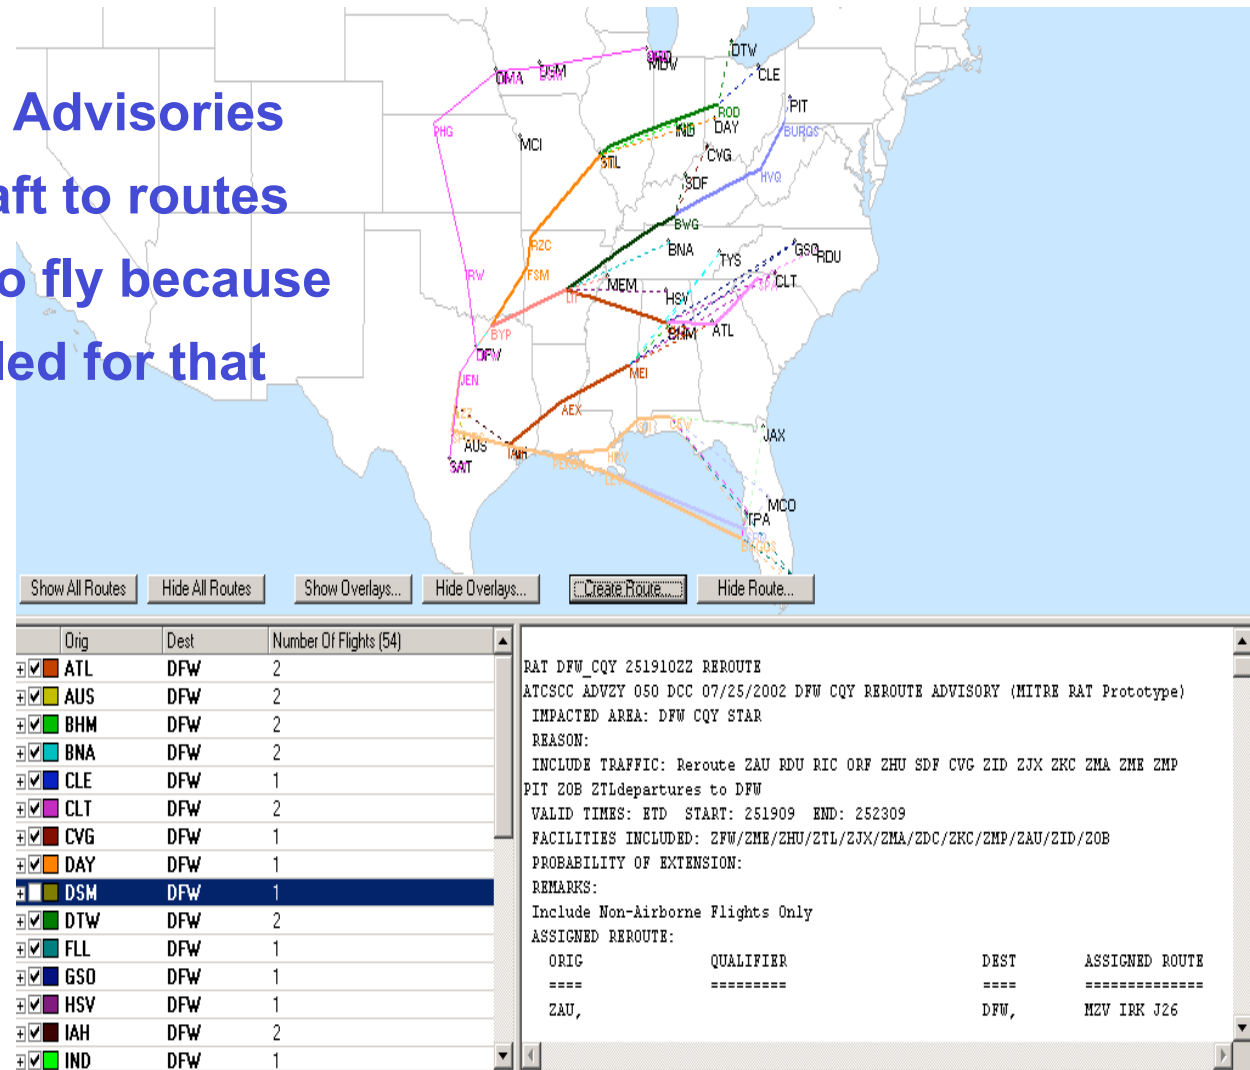 Advisories
aft to routes
o fly because
led for that
DTW
MDW
CLE
OMA
DSM
PIT
ROD
DAY
IND
BURGS
PHG
MCI
CVG
STL
SDF
HVQ
BWG
RZC
BNA
TYS
GSO
RDU
IRW
FSM
MEM
CLT
SPA
LIT
HSV
BYP
BHM
ATL
DFW
MEI
JEN
AEX
CEW
JAX
AUS
IAH
HRV
SAT
LEV
MCO
TPA
Show All Routes Hide All Routes Show Overlays... Hide Overlays... Create Route... Hide Route...
Orig Dest Number Of Flights (54)
ATL DFW 2
AUS DFW 2
BHM DFW 2
BNA DFW 2
CLE DFW 1
CLT DFW 2
CVG DFW 1
DAY DFW 1
DSM DFW 1
DTW DFW 2
FLL DFW 1
GSO DFW 1
HSV DFW 1
IAH DFW 2
IND DFW 1
RAT DFW_CQY 251910ZZ REROUTE
ATCSCC ADVZY 050 DCC 07/25/2002 DFW CQY REROUTE ADVISORY (MITRE RAT Prototype)
IMPACTED AREA: DFW CQY STAR
REASON:
INCLUDE TRAFFIC: Reroute ZAU RDU RIC ORF ZHU SDF CVG ZID ZJX ZKC ZMA ZME ZMP
PIT ZOB ZTLdepartures to DFW
VALID TIMES: ETD START: 251909 END: 252309
FACILITIES INCLUDED: ZFW/ZME/ZHU/ZTL/ZJX/ZMA/ZDC/ZKC/ZMP/ZAU/ZID/ZOB
PROBABILITY OF EXTENSION:
REMARKS:
Include Non-Airborne Flights Only
ASSIGNED REROUTE:
ORIG QUALIFIER DEST ASSIGNED ROUTE
==== ========= ==== ==============
ZAU, DFW, MZV IRK J26